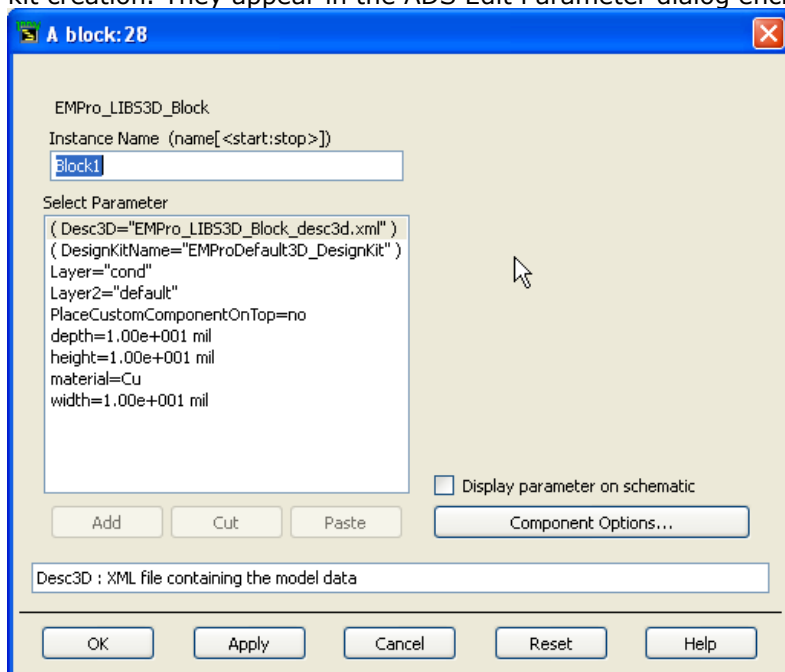 kit creation. They appear in the ADS Edit Parameter dialog
A block:28
EMPro_LIBS3D_Block
Instance Name (name[<start:stop>])
Block1
Select Parameter
( Desc3D="EMPro_LIBS3D_Block_desc3d.xml" )
( DesignKitName="EMProDefault3D_DesignKit" )
Layer="cond"
Layer2="default"
PlaceCustomComponentOnTop=no
depth=1.00e+001 mil
height=1.00e+001 mil
material=Cu
width=1.00e+001 mil
Display parameter on schematic
Add Cut Paste Component Options...
Desc3D : XML file containing the model data
OK Apply Cancel Reset Help